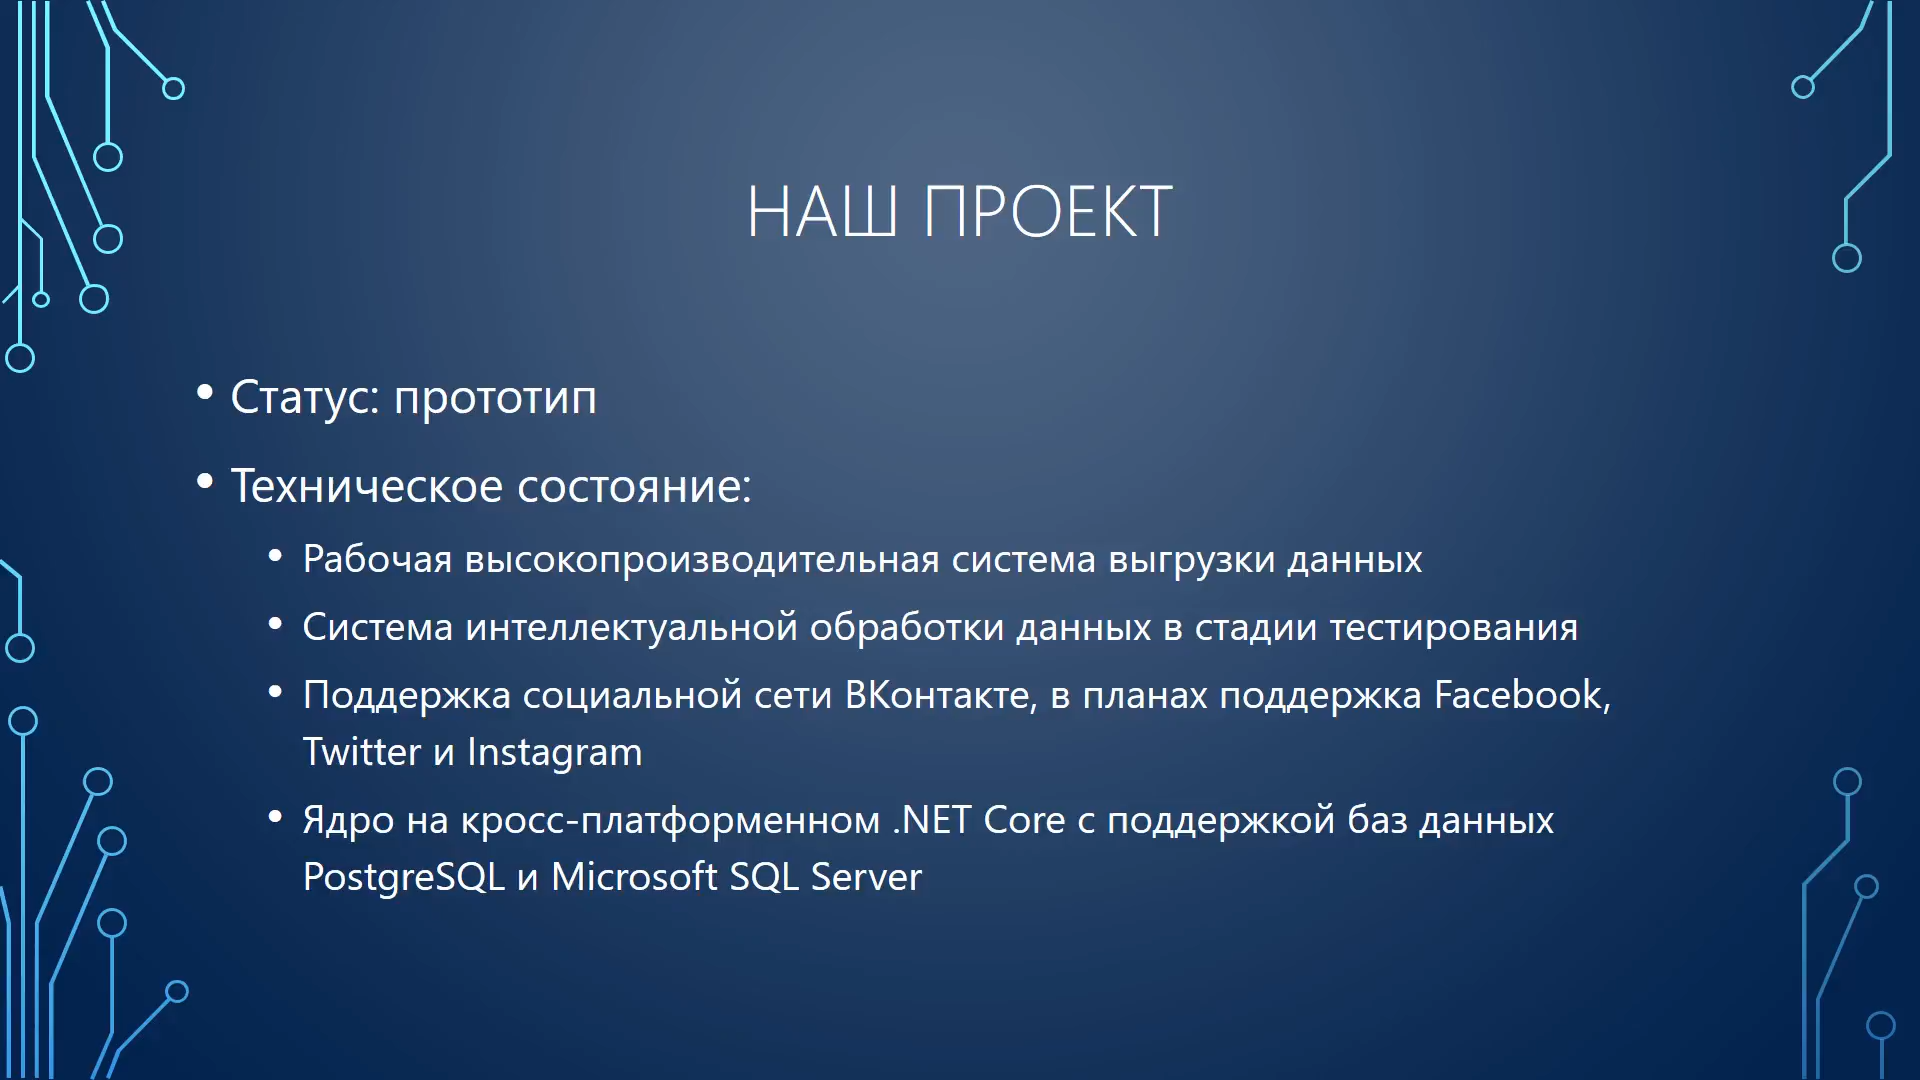 НАШ ПРОЕКТ
• Статус: прототип
• Техническое состояние:
• Рабочая высокопроизводительная система выгрузки данных
• Система интеллектуальной обработки данных в стадии тестирования
• Поддержка социальной сети ВКонтакте, в планах поддержка Facebook,
Twitter и Instagram
• Ядро на кросс-платформенном .NET Core с поддержкой баз данных
PostgreSQL и Microsoft SQL Server